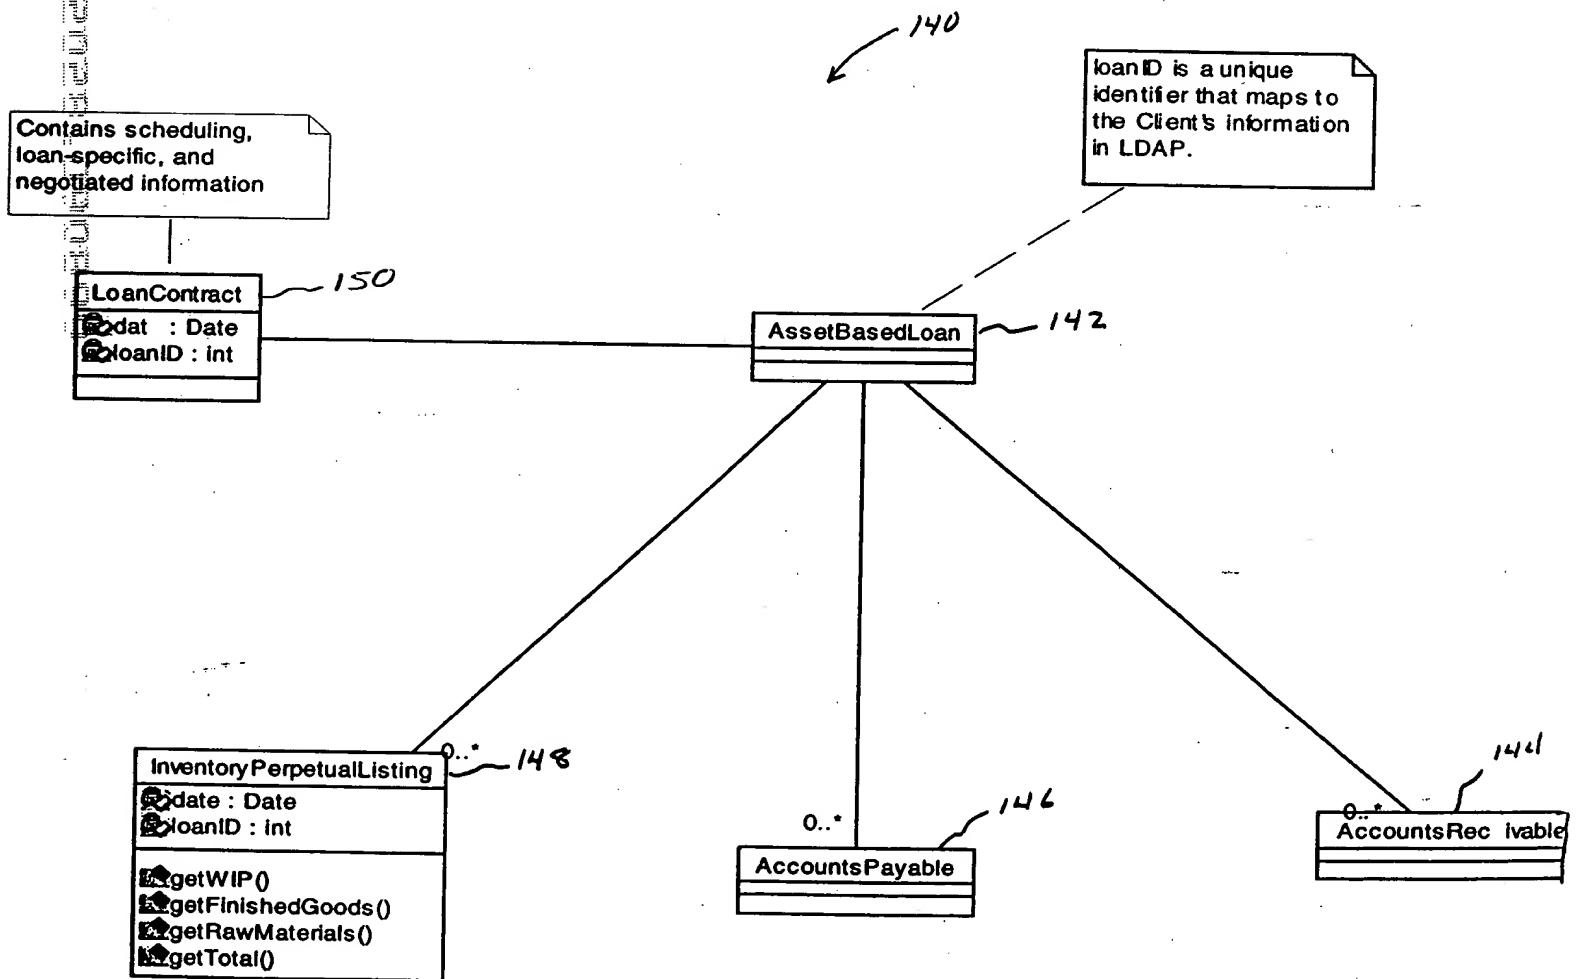 140
loanID is a unique
identifier that maps to
the Client's information
in LDAP.
Contains scheduling,
loan-specific, and
negotiated information
LoanContract
150
dat : Date
loanID : int
AssetBasedLoan
142
0..*
InventoryPerpetualListing
148
date : Date
loanID : int
getWIP()
getFinishedGoods()
getRawMaterials()
getTotal()
0..*
146
AccountsPayable
144
0..*
AccountsRec ivable